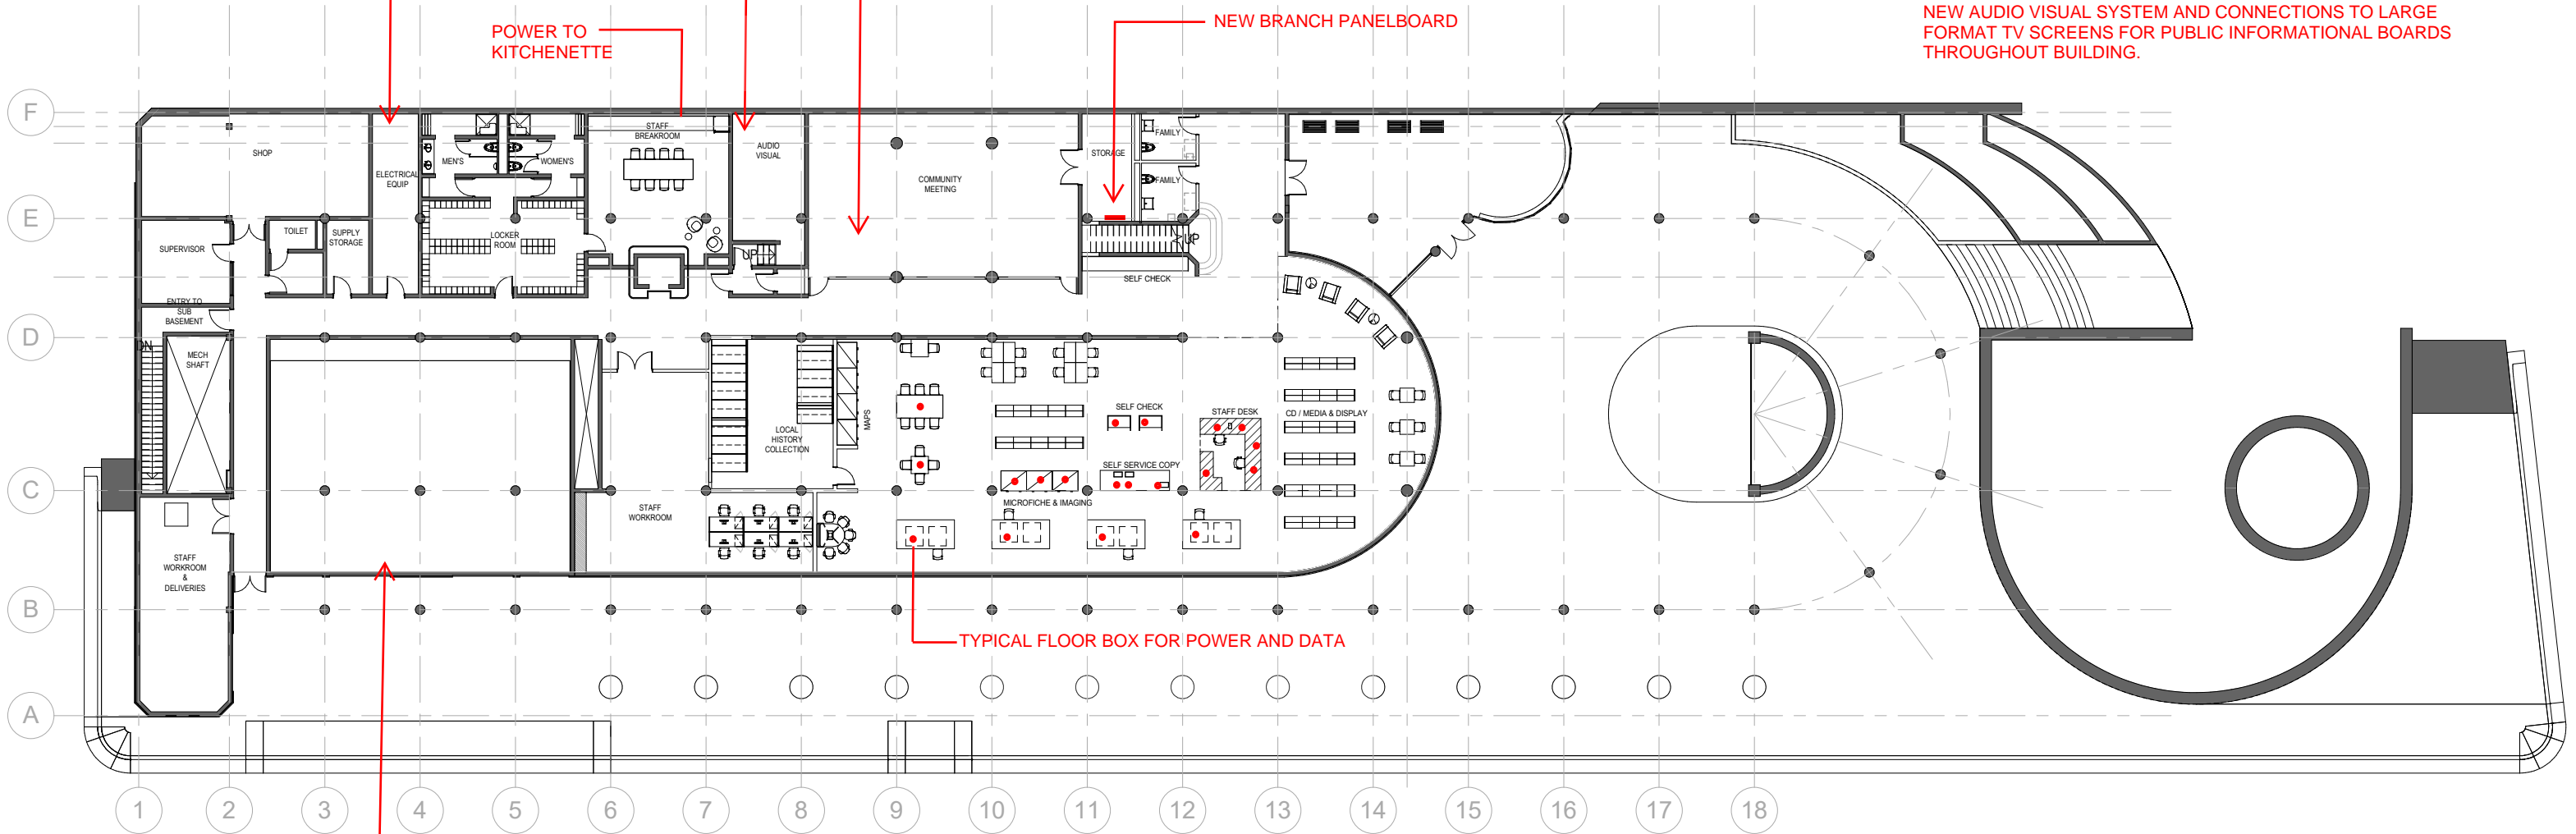 NEW AUDIO VISUAL SYSTEM AND CONNECTIONS TO LARGE
FORMAT TV SCREENS FOR PUBLIC INFORMATIONAL BOARDS
THROUGHOUT BUILDING.
NEW BRANCH PANELBOARD
POWER TO
KITCHENETTE
F
STAFF
BREAKROOM
FAMILY
SHOP
MEN'S
WOMEN'S
AUDIO
VISUAL
STORAGE
ELECTRICAL
EQUIP
COMMUNITY
MEETING
FAMILY
E
TOILET
SUPPLY
STORAGE
LOCKER
ROOM
SUPERVISOR
UP
UP
SELF CHECK
ENTRY TO
SUB
BASEMENT
D
DN
MECH
SHAFT
SELF CHECK
STAFF DESK
CD / MEDIA & DISPLAY
MAPS
LOCAL
HISTORY
COLLECTION
SELF SERVICE COPY
C
MICROFICHE & IMAGING
STAFF
WORKROOM
STAFF
WORKROOM
&
DELIVERIES
B
TYPICAL FLOOR BOX FOR POWER AND DATA
A
1 2 3 4 5 6 7 8 9 10 11 12 13 14 15 16 17 18